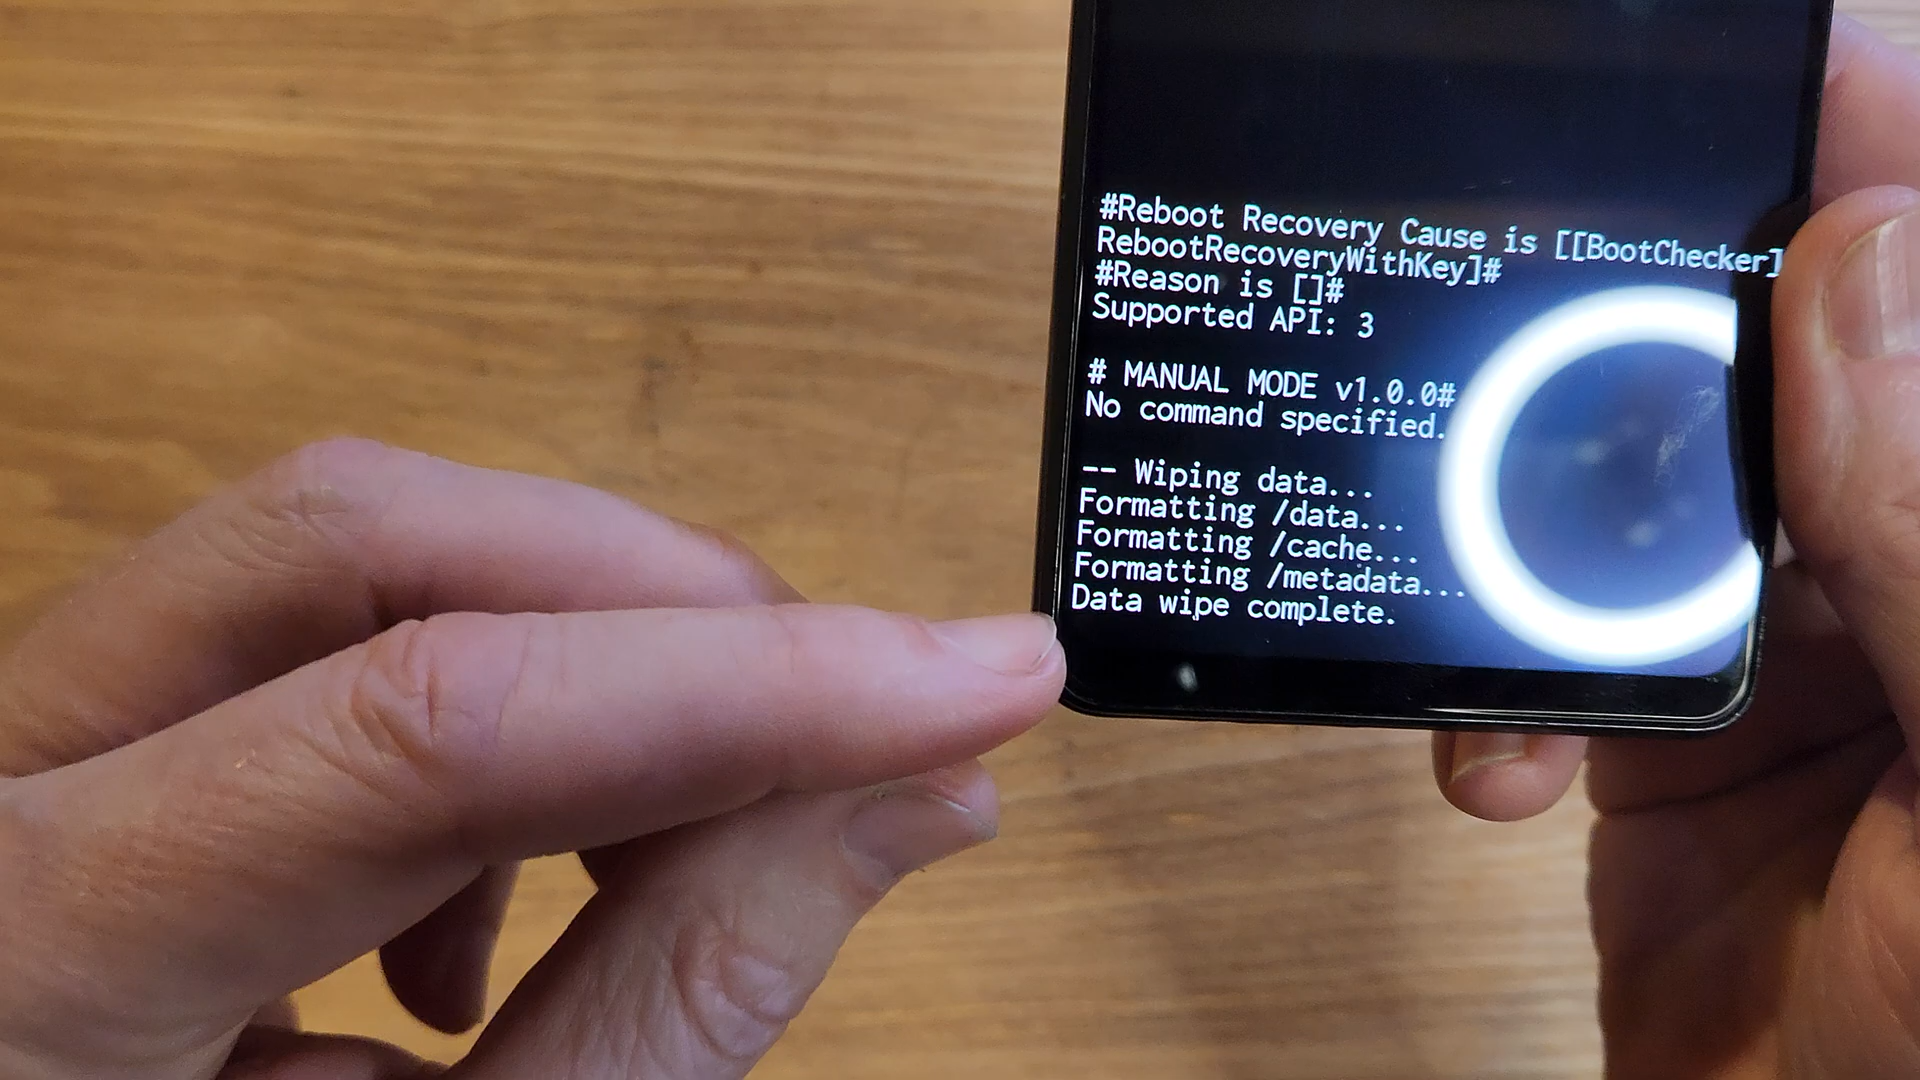 #Reboot Recovery Cause is [[BootChecker]
RebootRecoveryWithKey]#
#Reason is []#
Supported API: 3
# MANUAL MODE v1.0.0#
No command specified.
-- Wiping data...
Formatting /data...
Formatting /cache...
Formatting /metadata...
Data wipe complete.